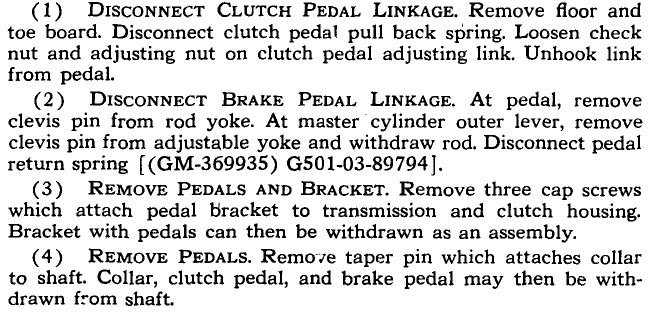 (1) DISCONNECT CLUTCH PEDAL LINKAGE. Remove floor and
toe board. Disconnect clutch pedal pull back spring. Loosen check
nut and adjusting nut on clutch pedal adjusting link. Unhook link
from pedal.
(2) DISCONNECT BRAKE PEDAL LINKAGE. At pedal, remove
clevis pin from rod yoke. At master cylinder outer lever, remove
clevis pin from adjustable yoke and withdraw rod. Disconnect pedal
return spring [(GM-369935) G501-03-89794].
(3) REMOVE PEDALS AND BRACKET. Remove three cap screws
which attach pedal bracket to transmission and clutch housing.
Bracket with pedals can then be withdrawn as an assembly.
(4) REMOVE PEDALS. Remove taper pin which attaches collar
to shaft. Collar, clutch pedal, and brake pedal may then be with-
drawn from shaft.